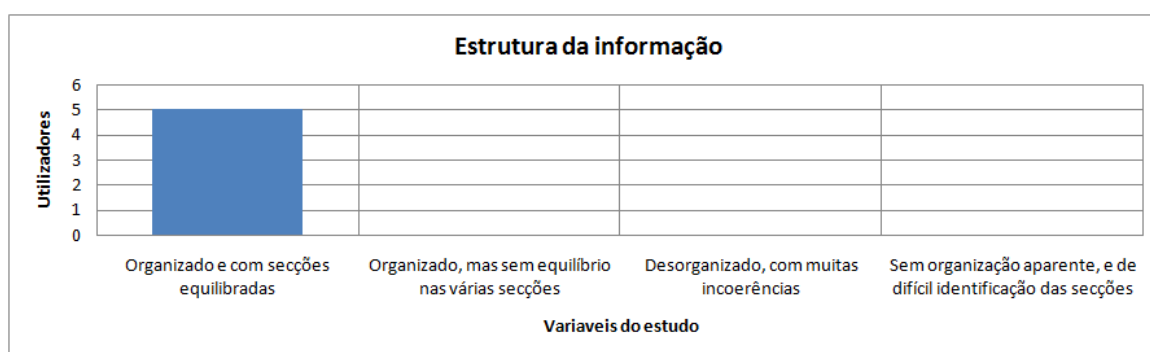 Estrutura da informação
6
5
4
3
2
1
0
Utilizadores
Organizado e com secções
equilibradas
Organizado, mas sem equilíbrio
nas várias secções
Desorganizado, com muitas
incoerências
Sem organização aparente, e de
difícil identificação das secções
Variaveis do estudo